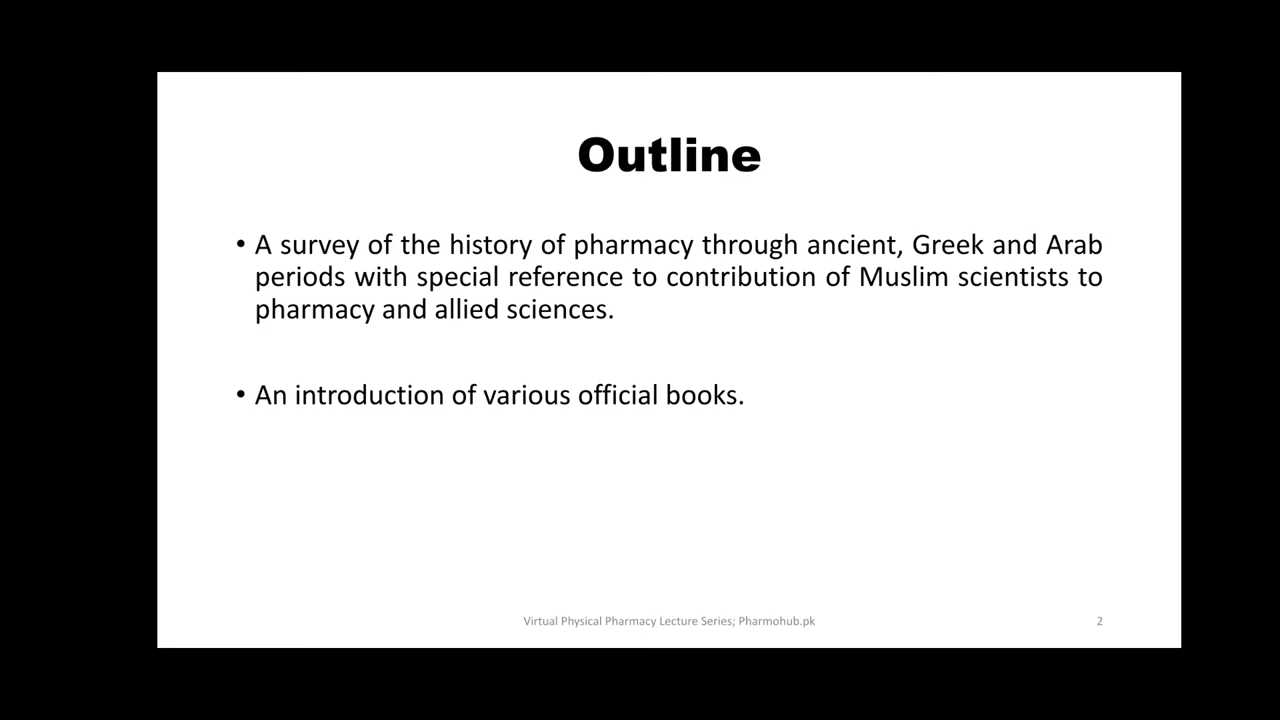 Outline
• A survey of the history of pharmacy through ancient, Greek and Arab
periods with special reference to contribution of Muslim scientists to
pharmacy and allied sciences.
• An introduction of various official books.
Virtual Physical Pharmacy Lecture Series; Pharmohub.pk
2